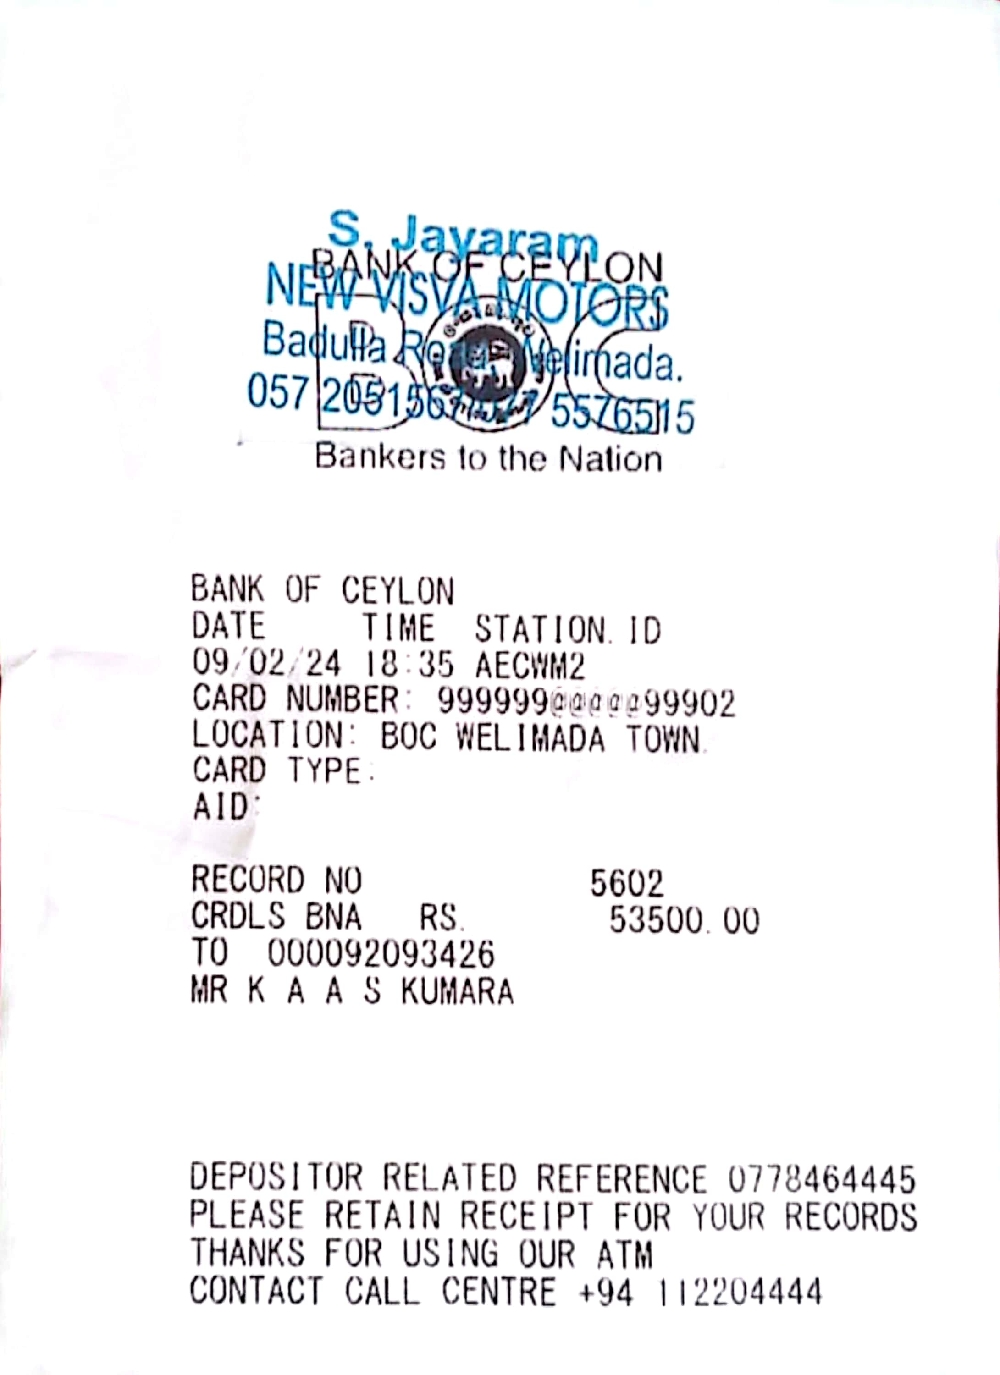 S. Jayaram
BANK OF CEYLON
NEW VISVA MOTORS
Badulla Road, Welimada.
057 5576515
Bankers to the Nation
BANK OF CEYLON
DATE TIME STATION. ID
09/02/24 18:35 AECWM2
CARD NUMBER: 999999@@@@@99902
LOCATION: BOC WELIMADA TOWN.
CARD TYPE:
AID:
RECORD NO 5602
CRDLS BNA RS. 53500.00
TO 000092093426
MR K A A S KUMARA
DEPOSITOR RELATED REFERENCE 0778464445
PLEASE RETAIN RECEIPT FOR YOUR RECORDS
THANKS FOR USING OUR ATM
CONTACT CALL CENTRE +94 112204444